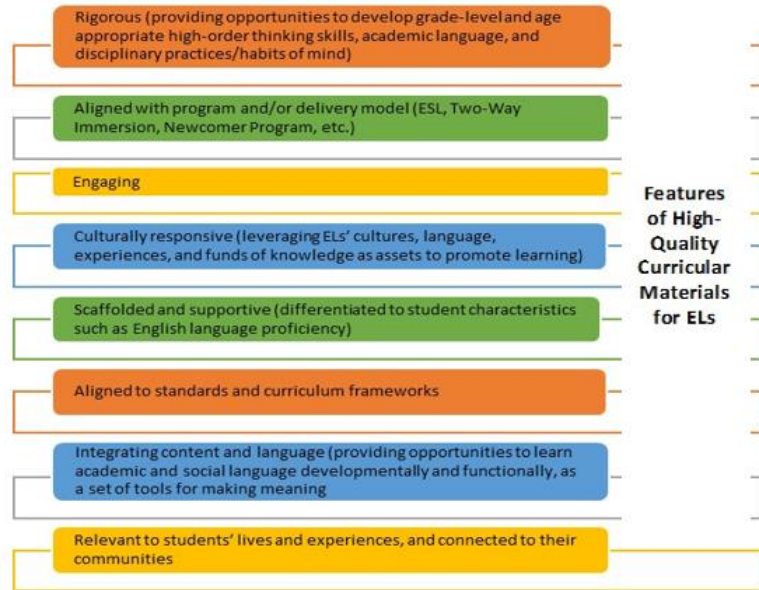 Rigorous (providing opportunities to develop grade-level and age
appropriate high-order thinking skills, academic language, and
disciplinary practices/habits of mind)
Aligned with program and/or delivery model (ESL, Two-Way
Immersion, Newcomer Program, etc.)
Engaging
Culturally responsive (leveraging ELs' cultures, language,
experiences, and funds of knowledge as assets to promote learning)
Scaffolded and supportive (differentiated to student characteristics
such as English language proficiency)
Aligned to standards and curriculum frameworks
Integrating content and language (providing opportunities to learn
academic and social language developmentally and functionally, as
a set of tools for making meaning
Relevant to students' lives and experiences, and connected to their
communities
Features
of High-
Quality
Curricular
Materials
for ELs